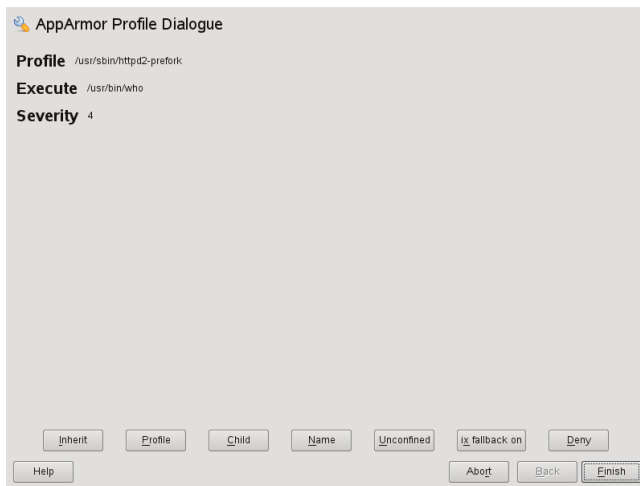 AppArmor Profile Dialogue
Profile /usr/sbin/httpd2-prefork
Execute /usr/bin/who
Severity 4
Inherit Profile Child Name Unconfined ix fallback on Deny
Help Abort Back Finish